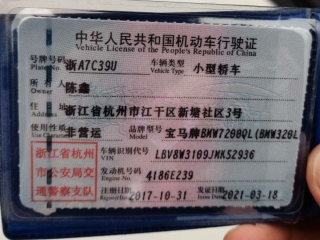 中华人民共和国机动车行驶证
Vehicle License of the People's Republic of China
号牌号码 浙A7C39U 车辆类型 小型轿车
Plate No. Vehicle Type
所有人 陈鑫
Owner
住址 浙江省杭州市江干区新塘社区3号
Address
使用性质 非营运 品牌型号 宝马牌BMW7200QL(BMW320L
浙江省杭州市公安局交通警察支队
车辆识别代号 LBV8W3109JMK52936
VIN
发动机号码 4186E239
Engine No.
注册日期 2017-10-31 发证日期 2021-03-18